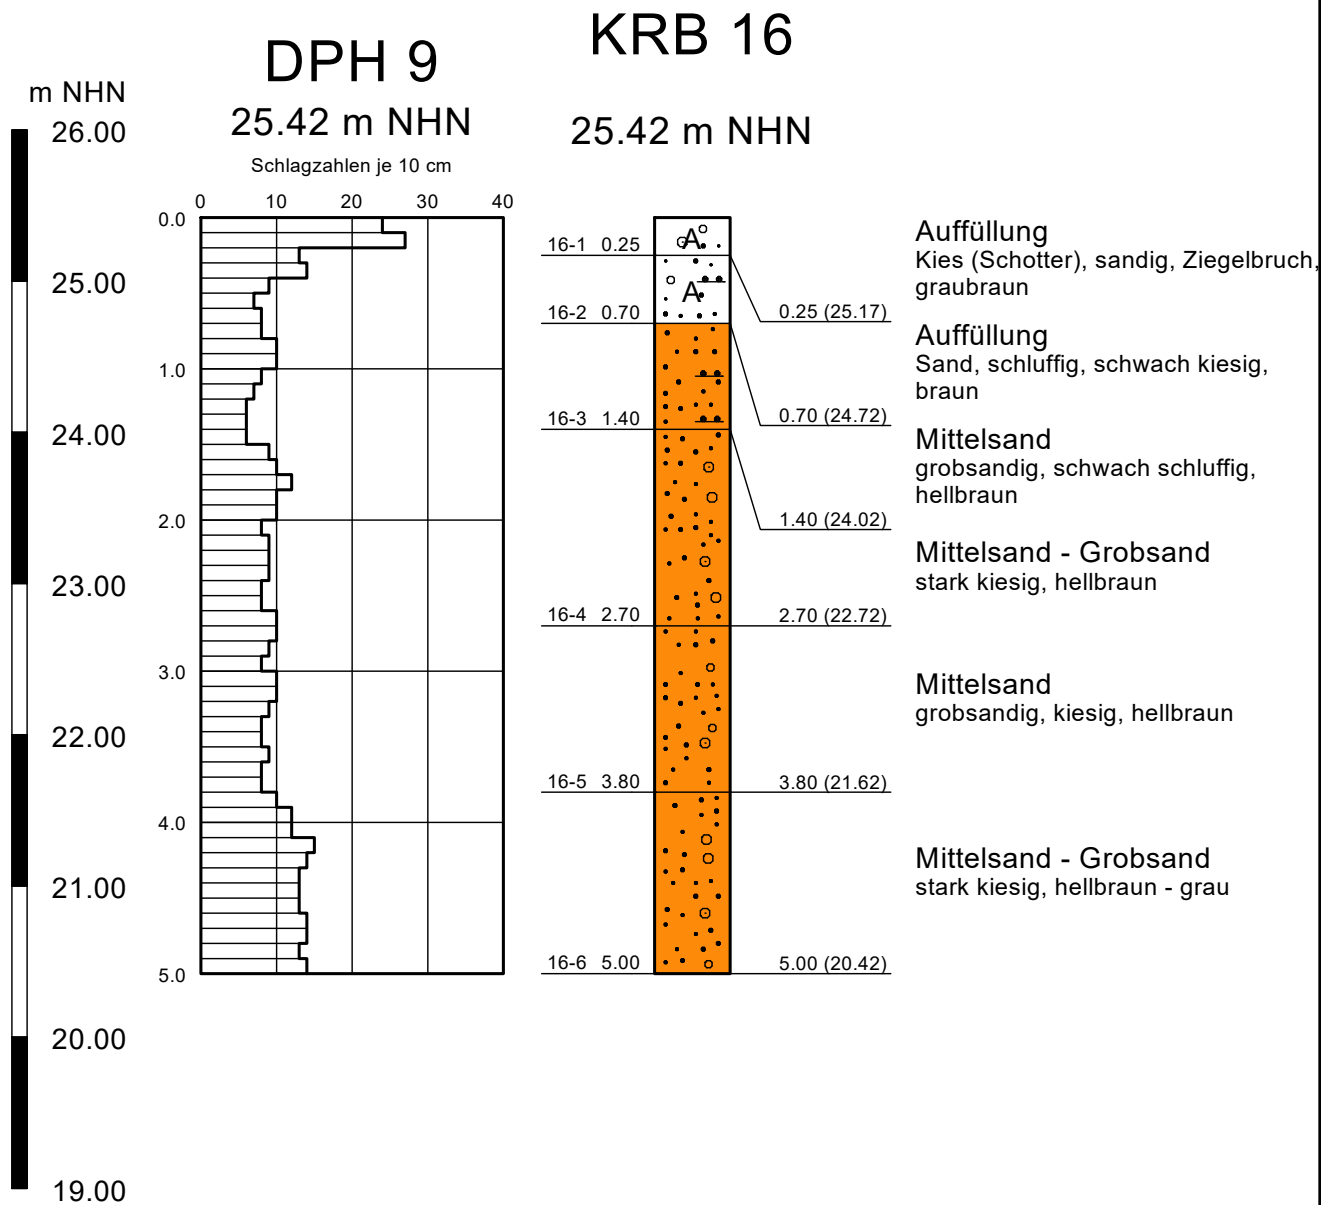 KRB 16
DPH 9
m NHN
25.42 m NHN
25.42 m NHN
26.00
25.00
24.00
23.00
22.00
21.00
20.00
19.00
Schlagzahlen je 10 cm
0 10 20 30 40
0.0
1.0
2.0
3.0
4.0
5.0
16-1 0.25
16-2 0.70
16-3 1.40
16-4 2.70
16-5 3.80
16-6 5.00
A
A
0.25 (25.17)
0.70 (24.72)
1.40 (24.02)
2.70 (22.72)
3.80 (21.62)
5.00 (20.42)
Auffüllung
Kies (Schotter), sandig, Ziegelbruch,
graubraun
Auffüllung
Sand, schluffig, schwach kiesig,
braun
Mittelsand
grobsandig, schwach schluffig,
hellbraun
Mittelsand - Grobsand
stark kiesig, hellbraun
Mittelsand
grobsandig, kiesig, hellbraun
Mittelsand - Grobsand
stark kiesig, hellbraun - grau